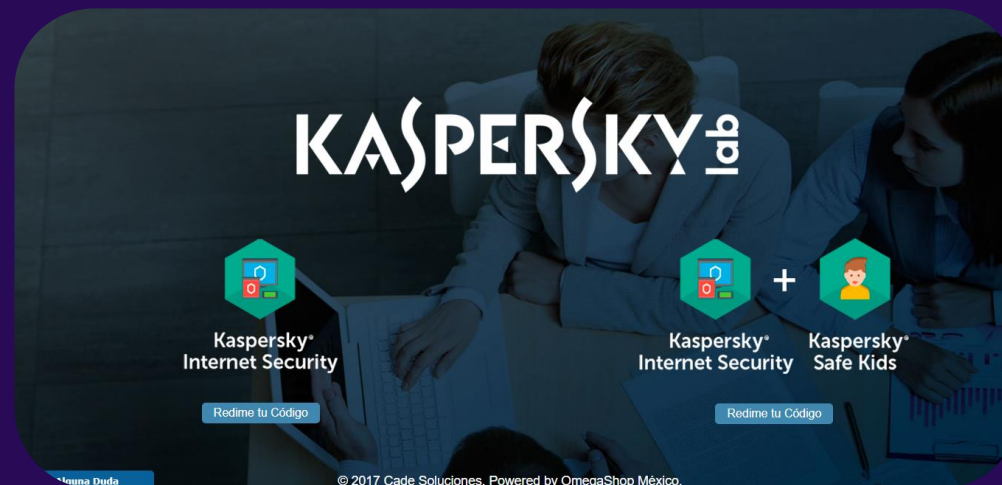 KASPERSKY lab
Kaspersky®
Internet Security
Redime tu Código
+
Kaspersky®
Internet Security
Kaspersky®
Safe Kids
Redime tu Código
Alguna Duda
© 2017 Cade Soluciones. Powered by OmegaShop México.